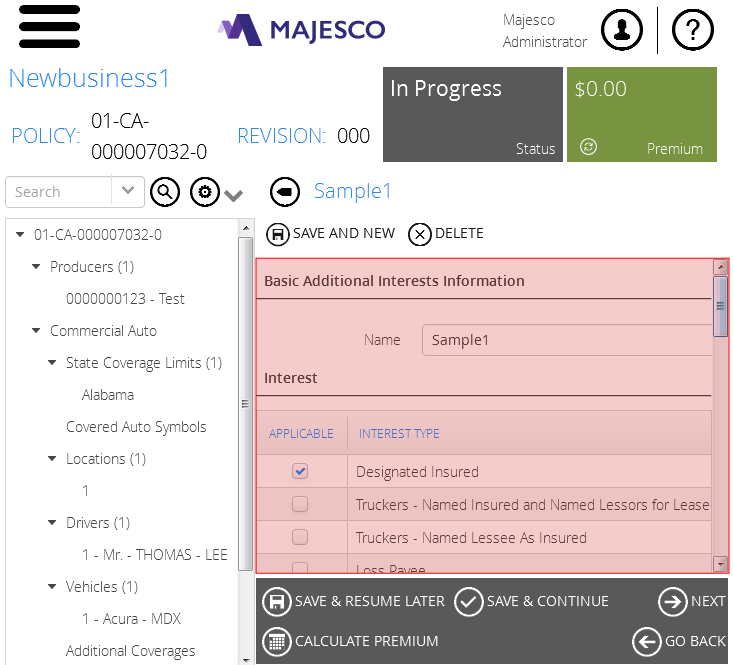 MAJESCO
Majesco
Administrator
?
Newbusiness1
POLICY: 01-CA-
000007032-0
REVISION: 000
In Progress
Status
$0.00
Premium
Search
Sample1
SAVE AND NEW DELETE
01-CA-000007032-0
Producers (1)
0000000123 - Test
Commercial Auto
State Coverage Limits (1)
Alabama
Covered Auto Symbols
Locations (1)
1
Drivers (1)
1 - Mr. - THOMAS - LEE
Vehicles (1)
1 - Acura - MDX
Additional Coverages
Basic Additional Interests Information
Name Sample1
Interest
APPLICABLE INTEREST TYPE
Designated Insured
Truckers - Named Insured and Named Lessors for Lease
Truckers - Named Lessee As Insured
Loss Payee
SAVE & RESUME LATER SAVE & CONTINUE NEXT
CALCULATE PREMIUM GO BACK